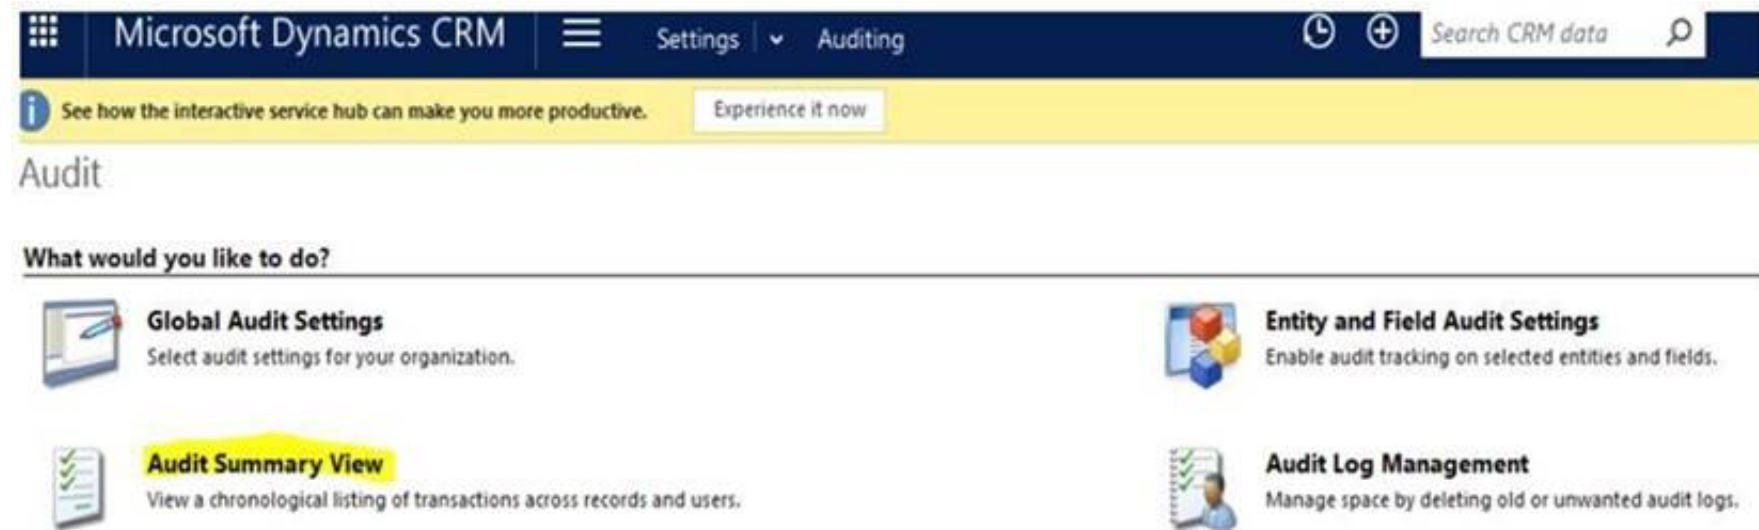 Microsoft Dynamics CRM Settings Auditing Search CRM data
See how the interactive service hub can make you more productive. Experience it now
Audit
What would you like to do?
Global Audit Settings
Select audit settings for your organization.
Entity and Field Audit Settings
Enable audit tracking on selected entities and fields.
Audit Summary View
View a chronological listing of transactions across records and users.
Audit Log Management
Manage space by deleting old or unwanted audit logs.